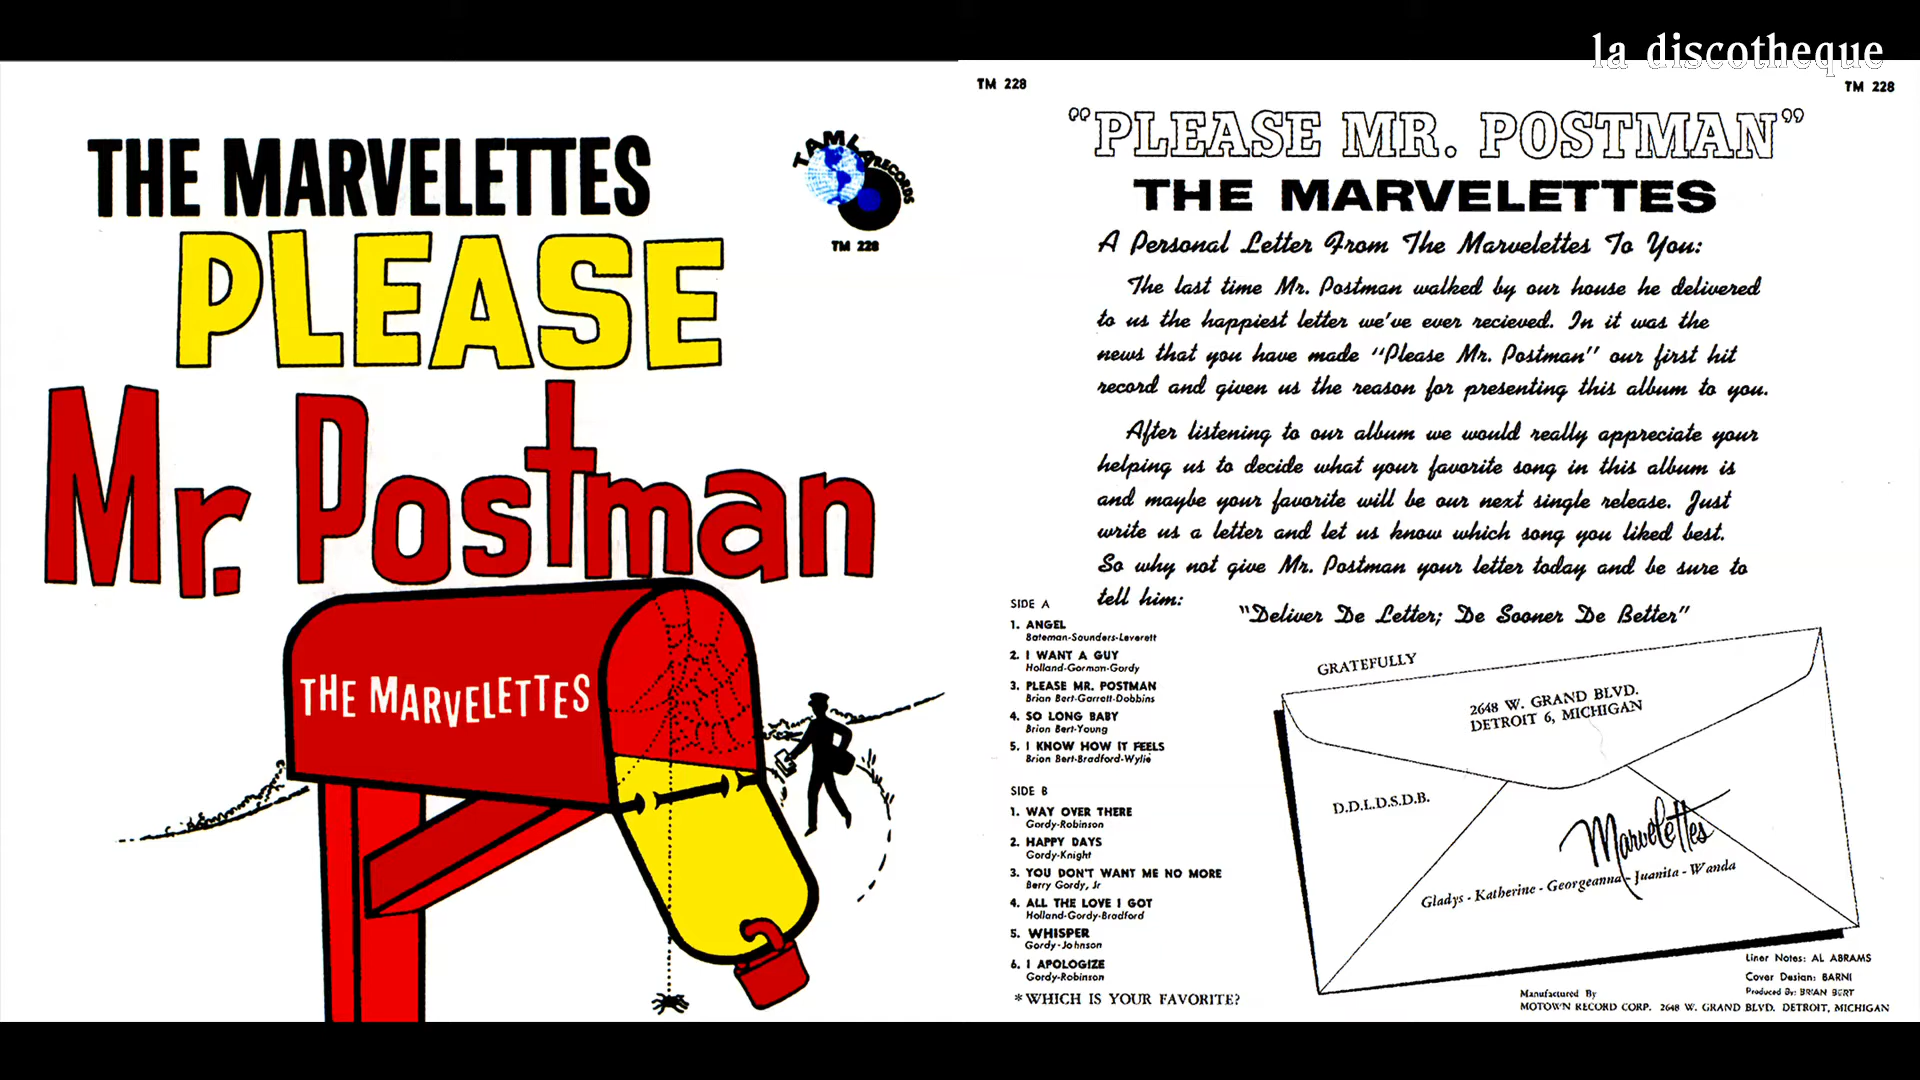 la discotheque
THE MARVELETTES
PLEASE
Mr. Postman
TAMLA RECORDS
TM 228
THE MARVELETTES
TM 228
TM 228
"PLEASE MR. POSTMAN"
THE MARVELETTES
A Personal Letter From The Marvelettes To You:
The last time Mr. Postman walked by our house he delivered
to us the happiest letter we've ever recieved. In it was the
news that you have made "Please Mr. Postman" our first hit
record and given us the reason for presenting this album to you.
After listening to our album we would really appreciate your
helping us to decide what your favorite song in this album is
and maybe your favorite will be our next single release. Just
write us a letter and let us know which song you liked best.
So why not give Mr. Postman your letter today and be sure to
tell him:
"Deliver De Letter; De Sooner De Better"
SIDE A
1. ANGEL
Bateman-Saunders-Leverett
2. I WANT A GUY
Holland-Gorman-Gordy
3. PLEASE MR. POSTMAN
Brian Bert-Garrett-Dobbins
4. SO LONG BABY
Brian Bert-Young
5. I KNOW HOW IT FEELS
Brian Bert-Bradford-Wylie
SIDE B
1. WAY OVER THERE
Gordy-Robinson
2. HAPPY DAYS
Gordy-Knight
3. YOU DON'T WANT ME NO MORE
Berry Gordy, Jr
4. ALL THE LOVE I GOT
Holland-Gordy-Bradford
5. WHISPER
Gordy-Johnson
6. I APOLOGIZE
Gordy-Robinson
*WHICH IS YOUR FAVORITE?
GRATEFULLY
2648 W. GRAND BLVD.
DETROIT 6, MICHIGAN
D.D.L.D.S.D.B.
Marvelettes
Gladys - Katherine - Georgeanna - Juanita - Wanda
Liner Notes: AL ABRAMS
Cover Design: BARNI
Produced By: BRIAN BERT
Manufactured By
MOTOWN RECORD CORP. 2648 W. GRAND BLVD. DETROIT, MICHIGAN